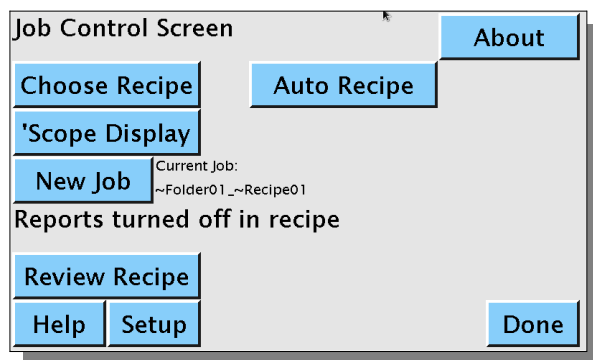 Job Control Screen
About
Choose Recipe
Auto Recipe
'Scope Display
New Job
Current Job:
~Folder01_~Recipe01
Reports turned off in recipe
Review Recipe
Help
Setup
Done